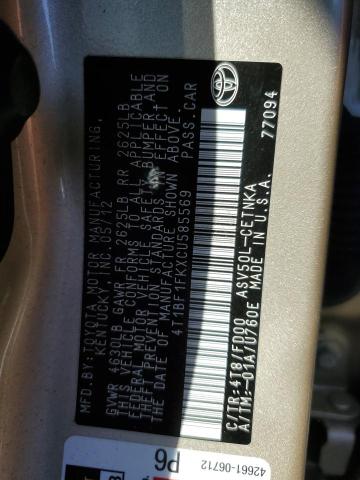 MFD.BY:TOYOTA MOTOR MANUFACTURING,
KENTUCKY, INC.05/12
GVWR 4630LB GAWR FR 2625LB RR 2625LB
THIS VEHICLE CONFORMS TO ALL APPLICABLE
FEDERAL MOTOR VEHICLE SAFETY, BUMPER, AND
THEFT PREVENTION STANDARDS IN EFFECT ON
THE DATE OF MANUFACTURE SHOWN ABOVE.
4T1BF1FKXCU585569 PASS.CAR
C/TR:4T8/FD00 ASV50L-CETNKA
A/TM:-01A/U760E MADE IN U.S.A.
77094
TOYOTA
42661-06712
P6